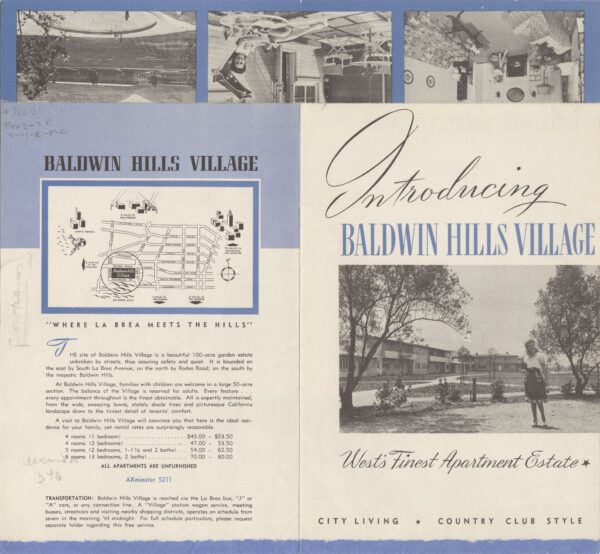 BALDWIN HILLS VILLAGE
SANTA MONICA
Baldwin Hills
Village
"WHERE LA BREA MEETS THE HILLS"
THE site of Baldwin Hills Village is a beautiful 100-acre garden estate
unbroken by streets, thus assuring safety and quiet. It is bounded on
the east by South La Brea Avenue; on the north by Rodeo Road; on the south by
the majestic Baldwin Hills.
At Baldwin Hills Village, families with children are welcome in a large 50-acre
section. The balance of the Village is reserved for adults. Every feature
every appointment throughout is the finest obtainable. All is expertly maintained,
from the wide, sweeping lawns, stately shade trees and picturesque California
landscape down to the nicest detail of tenants' comfort.
A visit to Baldwin Hills Village will convince you that here is the ideal resi-
dence for your family, yet rental rates are surprisingly reasonable.
4 rooms (1 bedroom) $45.00 - $53.50
4 rooms (2 bedrooms) 47.00 - 53.50
5 rooms (2 bedrooms, 1-1½ and 2 baths) 54.00 - 62.50
6 rooms (3 bedrooms, 2 baths) 70.00 - 80.00
ALL APARTMENTS ARE UNFURNISHED
AXminster 5211
340
TRANSPORTATION: Baldwin Hills Village is reached via the La Brea bus, "J" or
"A" cars, or any connection line. A "Village" station wagon service, meeting
busses, streetcars and visiting nearby shopping districts, operates on schedule from
seven in the morning 'til midnight. For full schedule particulars, please request
separate folder regarding this free service.
Introducing
BALDWIN HILLS VILLAGE
West's Finest Apartment Estate ★
CITY LIVING ★ COUNTRY CLUB STYLE